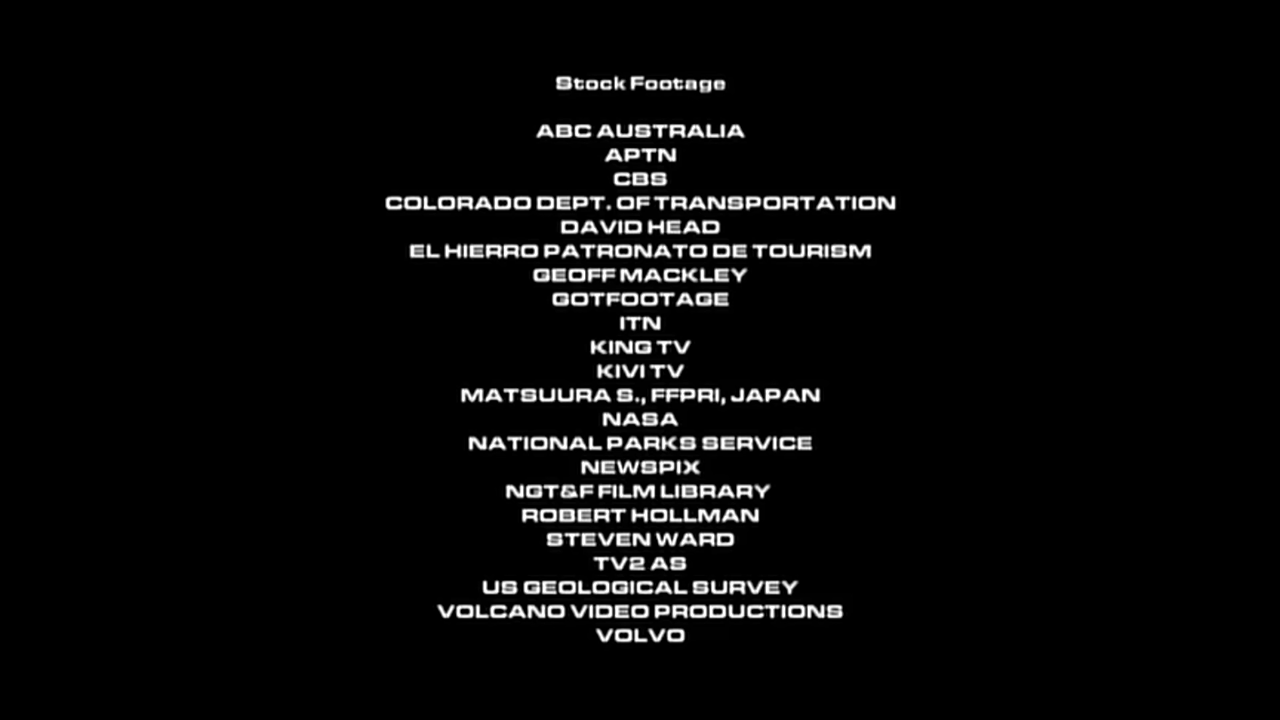 Stock Footage
ABC AUSTRALIA
APTN
CBS
COLORADO DEPT. OF TRANSPORTATION
DAVID HEAD
EL HIERRO PATRONATO DE TOURISM
GEOFF MACKLEY
GOTFOOTAGE
ITN
KING TV
KIVI TV
MATSUURA S., FFPRI, JAPAN
NASA
NATIONAL PARKS SERVICE
NEWSPIX
NGT&F FILM LIBRARY
ROBERT HOLLMAN
STEVEN WARD
TV2 AS
US GEOLOGICAL SURVEY
VOLCANO VIDEO PRODUCTIONS
VOLVO